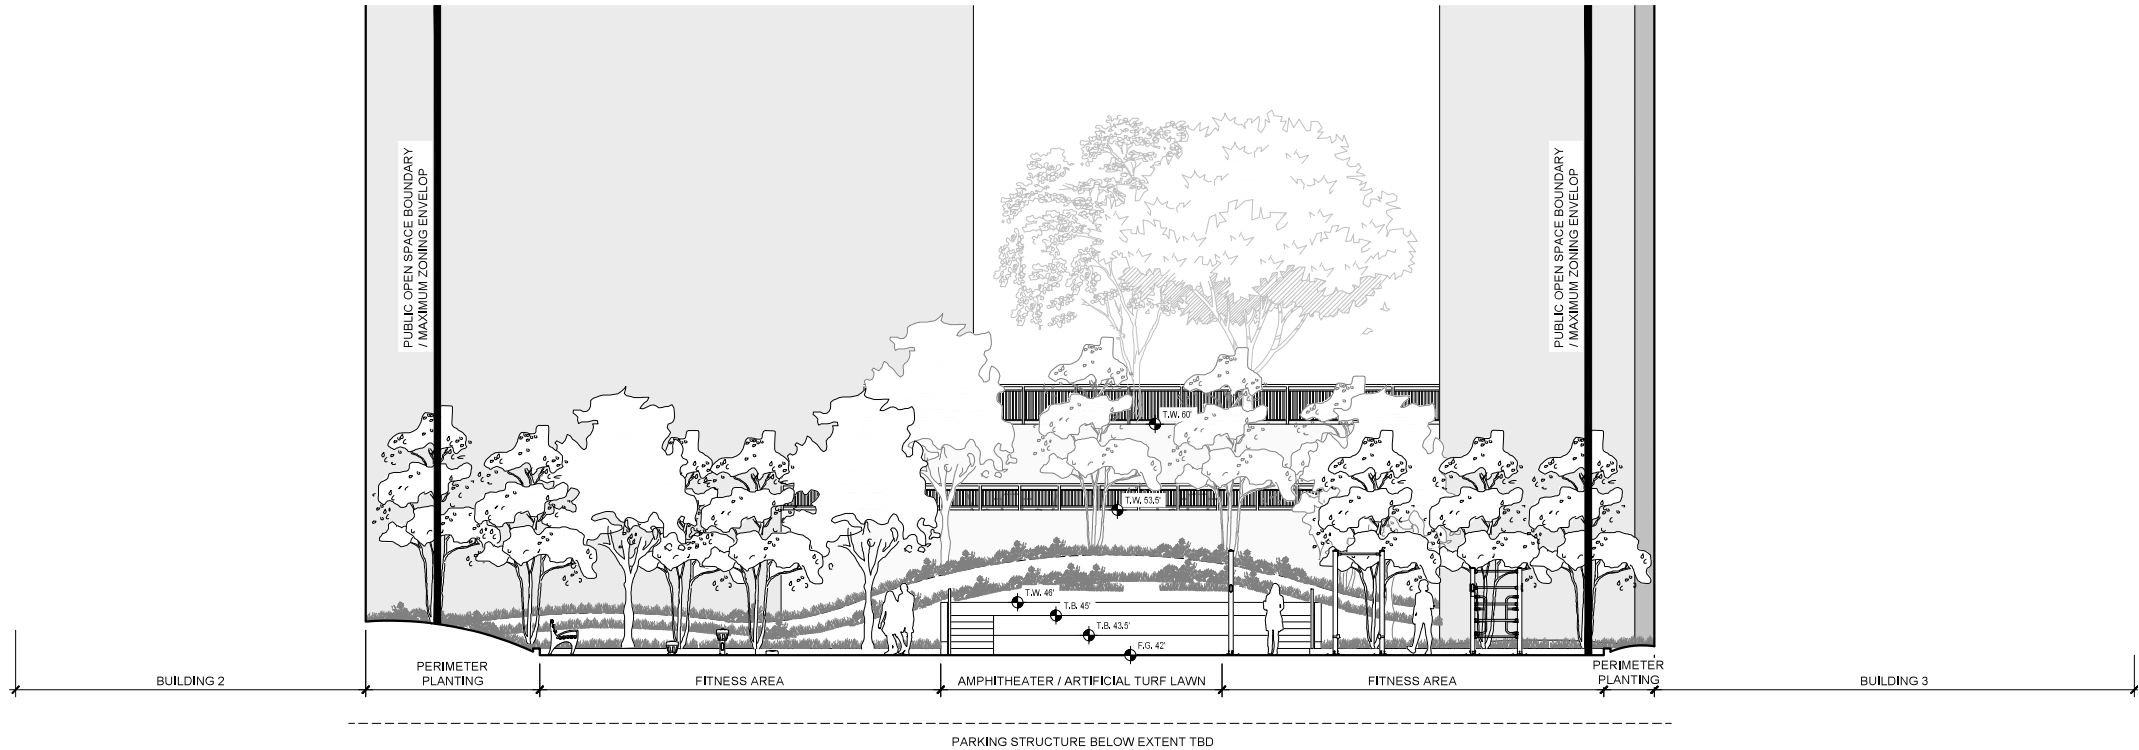 PUBLIC OPEN SPACE BOUNDARY
/ MAXIMUM ZONING ENVELOP
PUBLIC OPEN SPACE BOUNDARY
/ MAXIMUM ZONING ENVELOP
T.W. 60'
T.W. 53.5'
T.W. 46'
T.B. 45'
T.B. 43.5'
F.G. 42'
BUILDING 2
PERIMETER
PLANTING
FITNESS AREA
AMPHITHEATER / ARTIFICIAL TURF LAWN
FITNESS AREA
PERIMETER
PLANTING
BUILDING 3
PARKING STRUCTURE BELOW EXTENT TBD